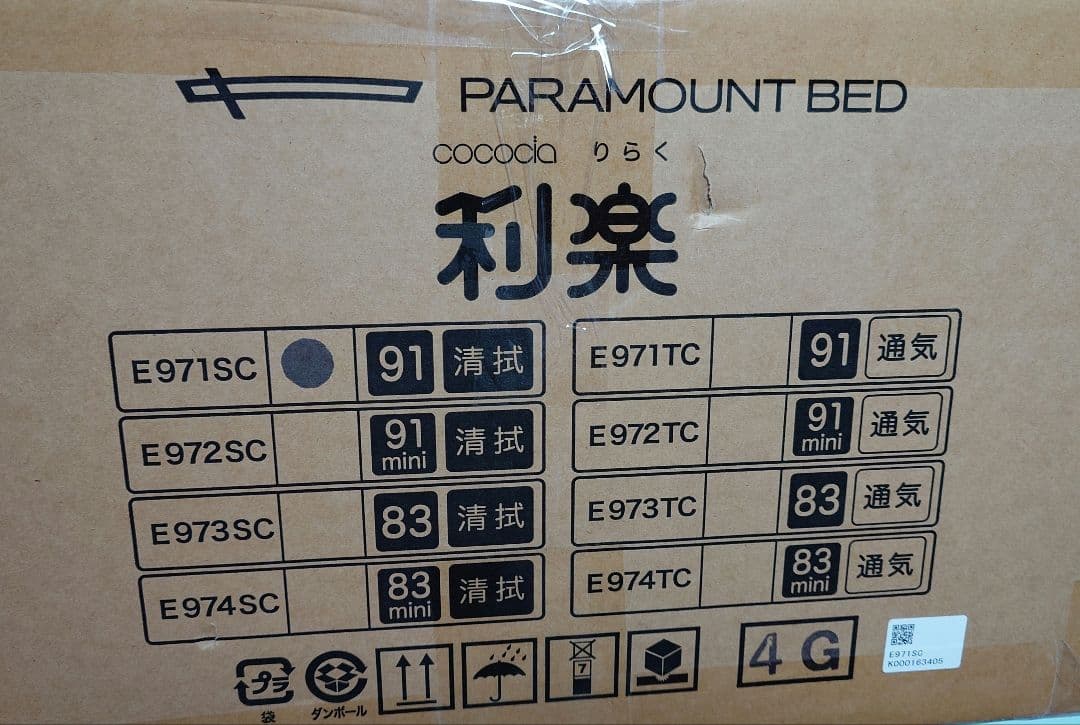 PARAMOUNT BED
cococia りらく
利楽
E971SC 91 清拭
E972SC 91 mini 清拭
E973SC 83 清拭
E974SC 83 mini 清拭
E971TC 91 通気
E972TC 91 mini 通気
E973TC 83 通気
E974TC 83 mini 通気
プラ
袋
ダンボール
7
4G
E971SC
K000163405